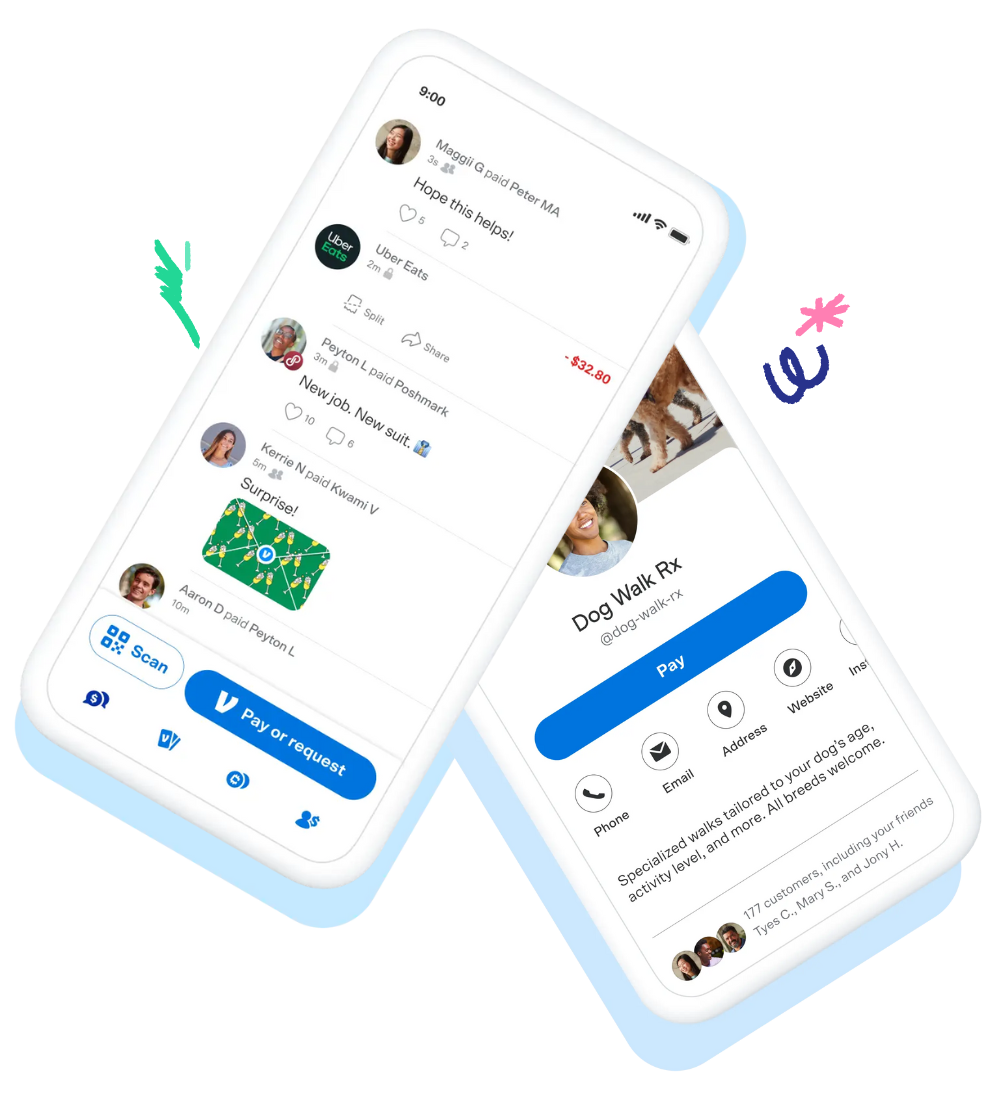 9:00
Maggii G paid Peter MA
3s
Hope this helps!
5
2
Uber
Eats
Uber Eats
2m
- $32.80
Split
Share
Peyton L paid Poshmark
3m
New job. New suit.
10
6
Kerrie N paid Kwami V
5m
Surprise!
Aaron D paid Peyton L
10m
Scan
Pay or request
Dog Walk Rx
@dog-walk-rx
Pay
Phone
Email
Address
Website
Specialized walks tailored to your dog's age,
activity level, and more. All breeds welcome.
177 customers, including your friends
Tyes C., Mary S., and Jony H.